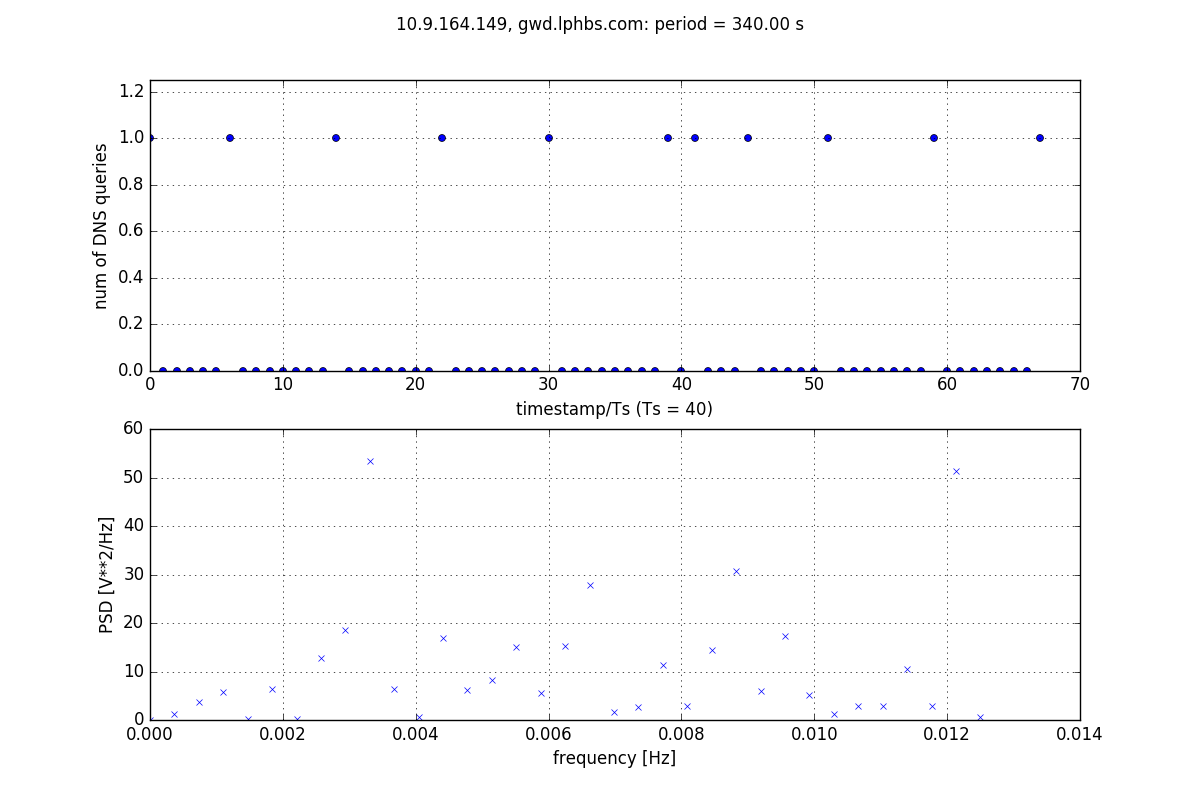 10.9.164.149, gwd.lphbs.com: period = 340.00 s
num of DNS queries
1.2
1.0
0.8
0.6
0.4
0.2
0.0
0 10 20 30 40 50 60 70
timestamp/Ts (Ts = 40)
PSD [V**2/Hz]
60
50
40
30
20
10
0
0.000 0.002 0.004 0.006 0.008 0.010 0.012 0.014
frequency [Hz]